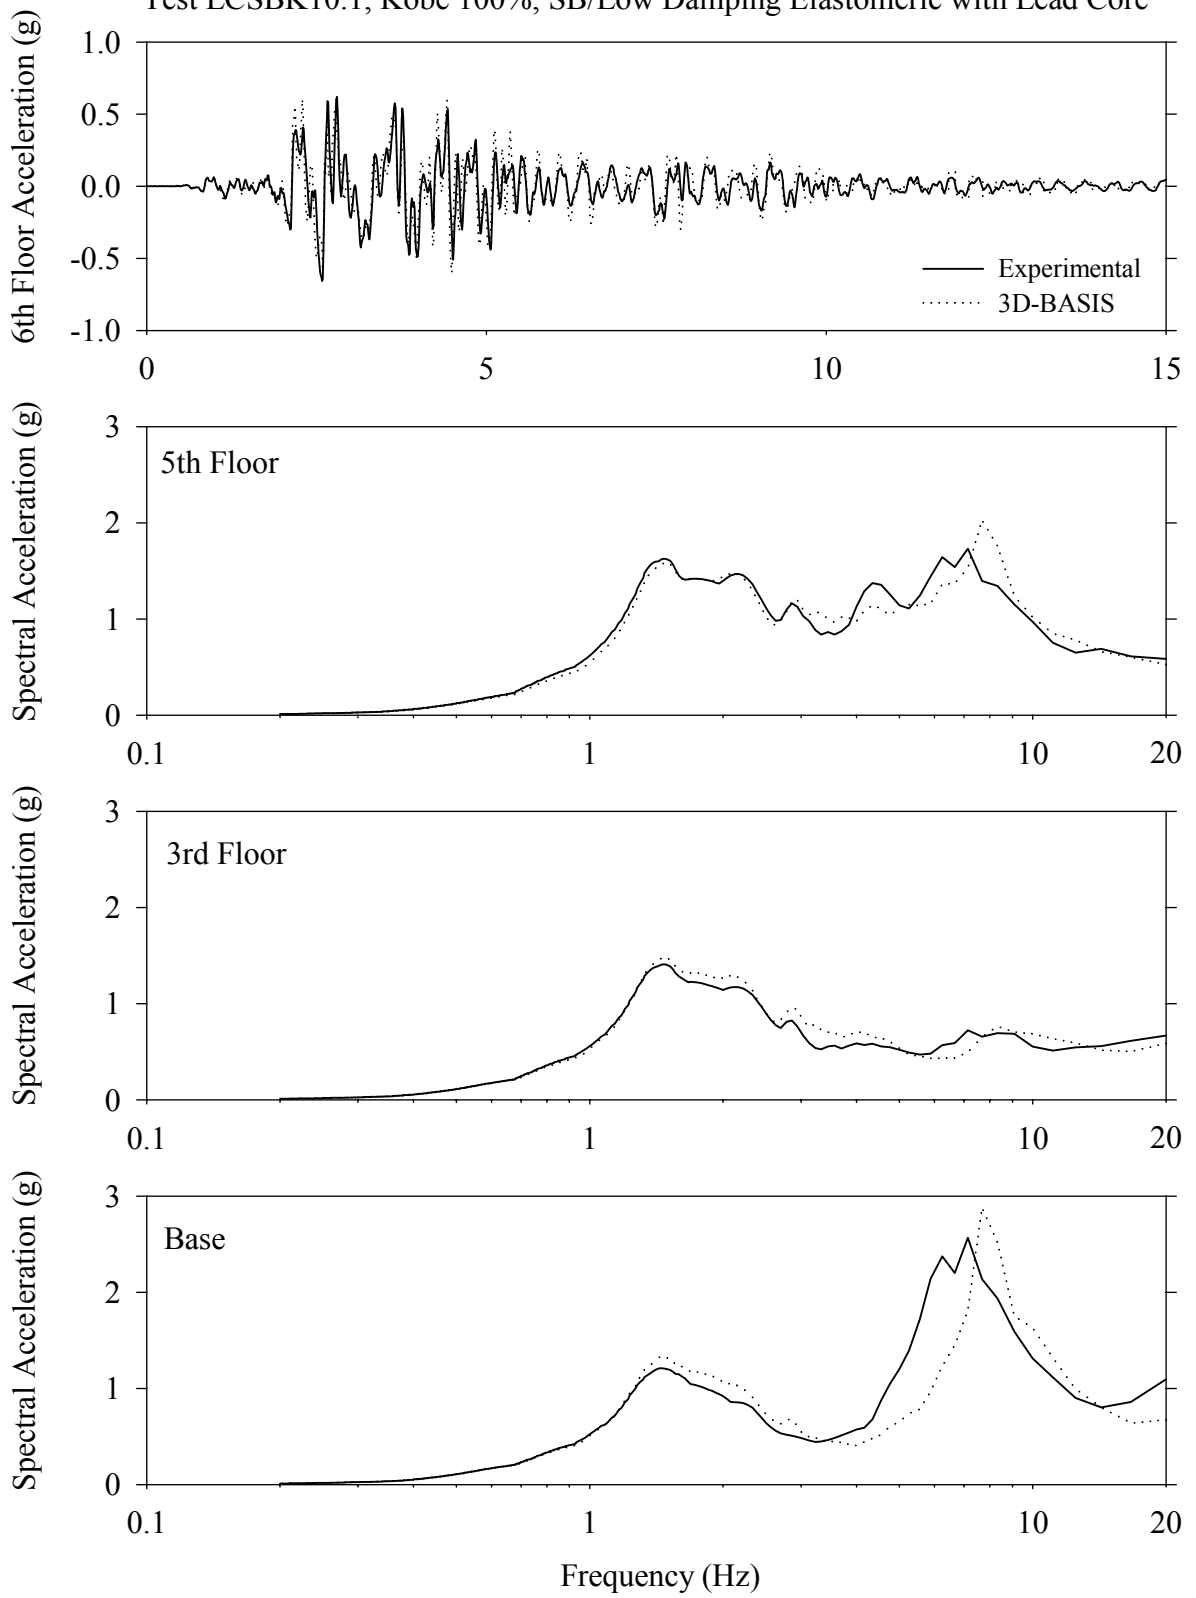 Test LCSBK10.1, Kobe 100%, SB/Low Damping Elastomeric with Lead Core
6th Floor Acceleration (g)
1.0
0.5
0.0
-0.5
-1.0
Experimental
3D-BASIS
0 5 10 15
Spectral Acceleration (g)
3
2
1
0
5th Floor
0.1 1 10 20
Spectral Acceleration (g)
3
2
1
0
3rd Floor
0.1 1 10 20
Spectral Acceleration (g)
3
2
1
0
Base
0.1 1 10 20
Frequency (Hz)